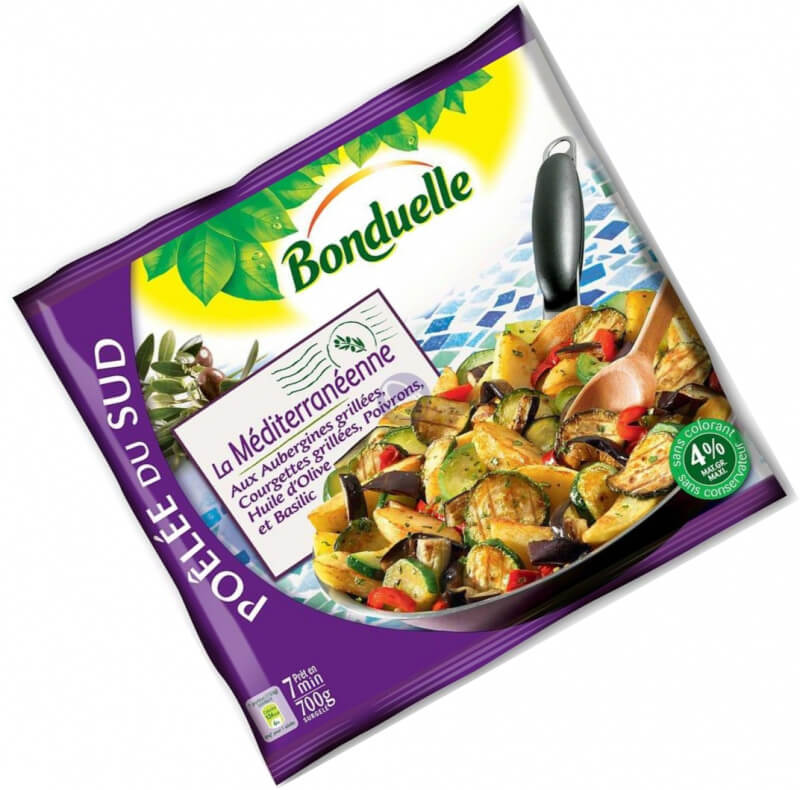 Bonduelle
POÊLÉE DU SUD
La Méditerranéenne
Aux Aubergines grillées,
Courgettes grillées, Poivrons,
Huile d'Olive
et Basilic
sans colorant
4%
MAT.GR.
MAXI.
sans conservateur
7 Prêt en
min
700g
SURGELÉ